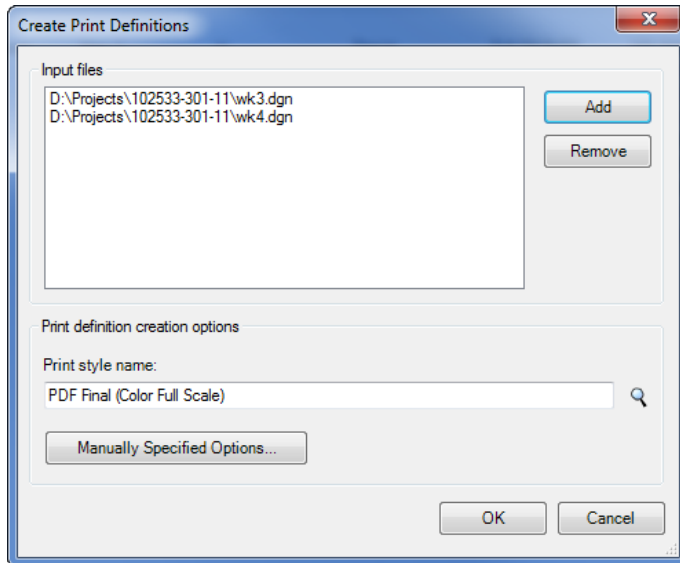 Create Print Definitions
Input files
D:\Projects\102533-301-11\wk3.dgn
D:\Projects\102533-301-11\wk4.dgn
Add
Remove
Print definition creation options
Print style name:
PDF Final (Color Full Scale)
Manually Specified Options...
OK
Cancel